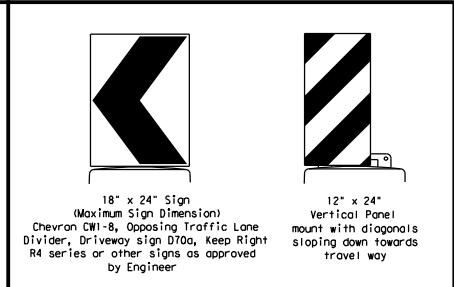 18" x 24" Sign
(Maximum Sign Dimension)
Chevron CW1-8, Opposing Traffic Lane
Divider, Driveway sign D70a, Keep Right
R4 series or other signs as approved
by Engineer
12" x 24"
Vertical Panel
mount with diagonals
sloping down towards
travel way